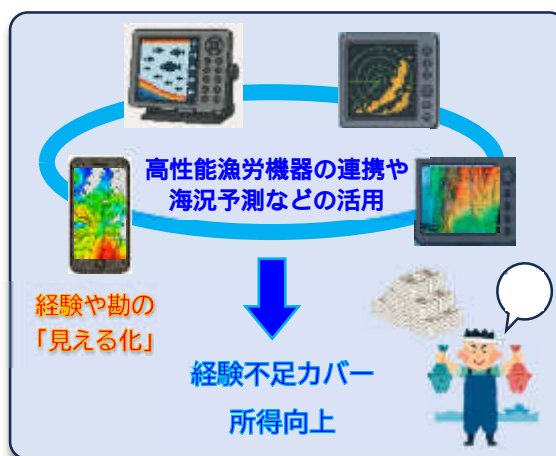 高性能漁労機器の連携や
海況予測などの活用
経験や勘の
「見える化」
経験不足カバー
所得向上